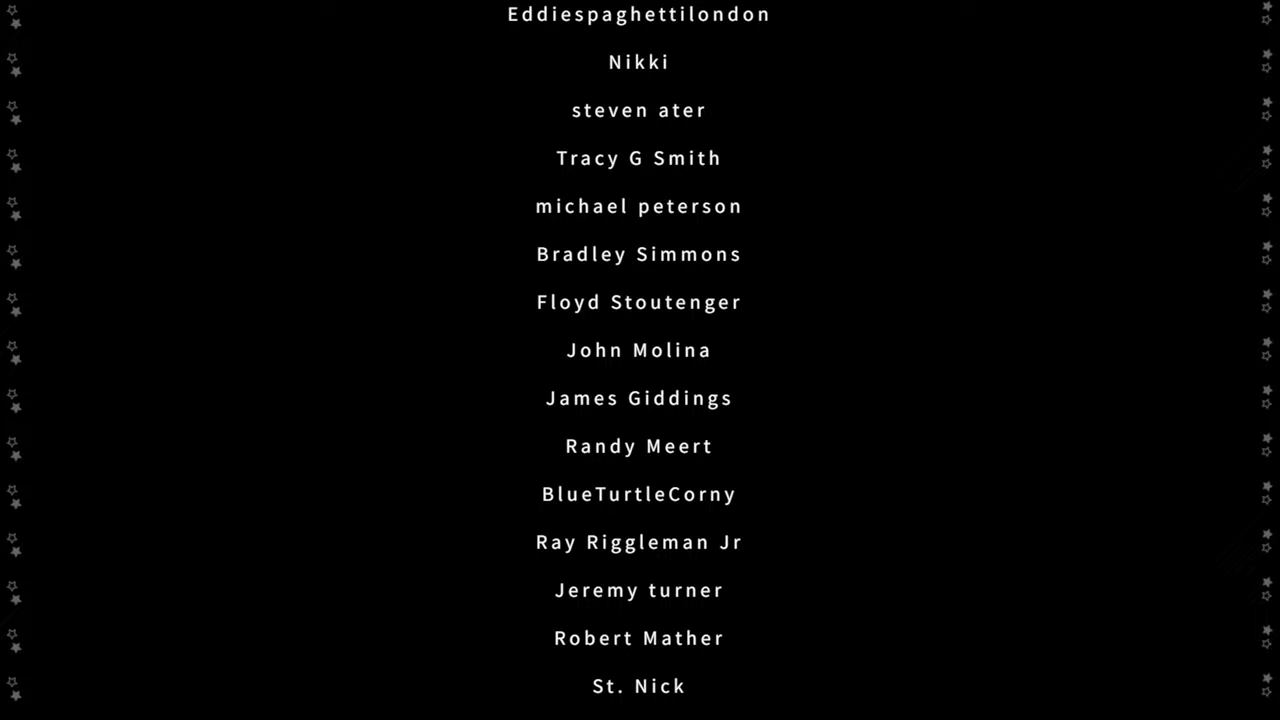 Eddiespaghettilondon
Nikki
steven ater
Tracy G Smith
michael peterson
Bradley Simmons
Floyd Stoutenger
John Molina
James Giddings
Randy Meert
BlueTurtleCorny
Ray Riggleman Jr
Jeremy turner
Robert Mather
St. Nick